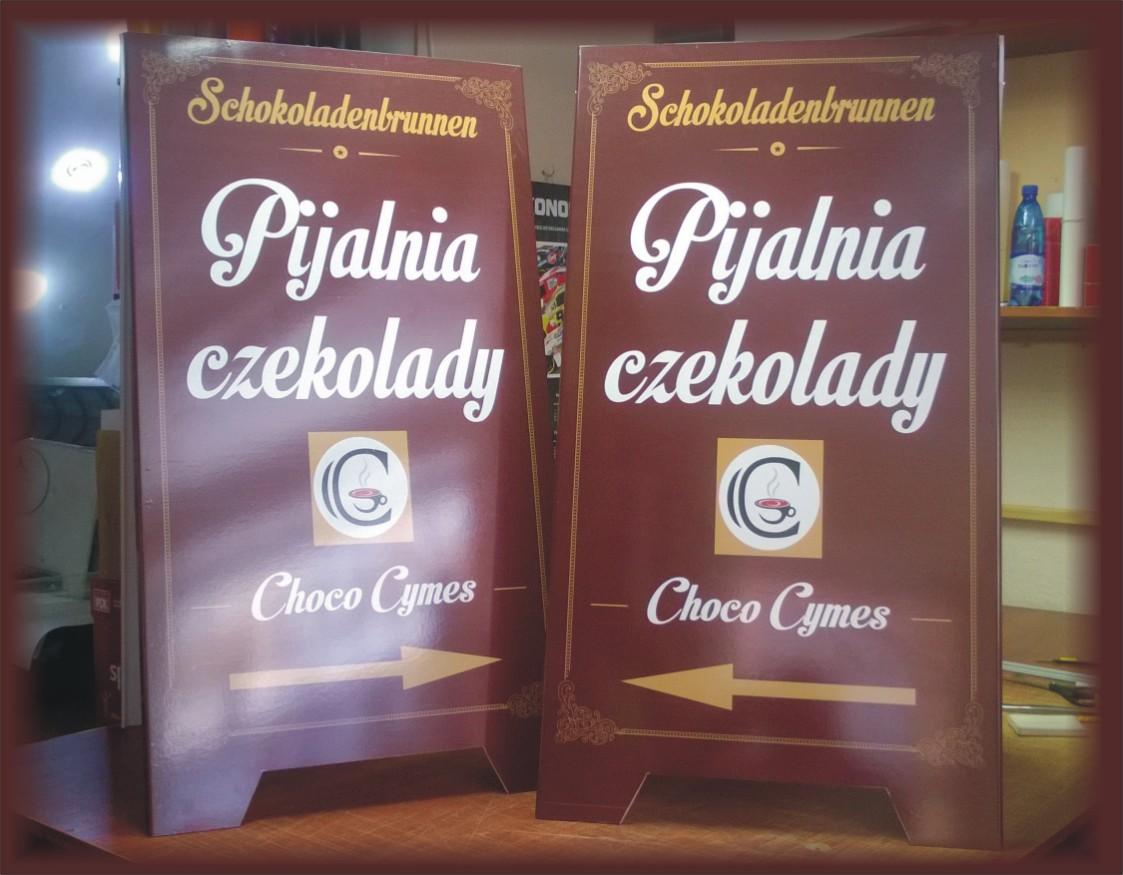 Schokoladenbrunnen
Pijalnia
czekolady
C
Choco Cymes
Schokoladenbrunnen
Pijalnia
czekolady
C
Choco Cymes